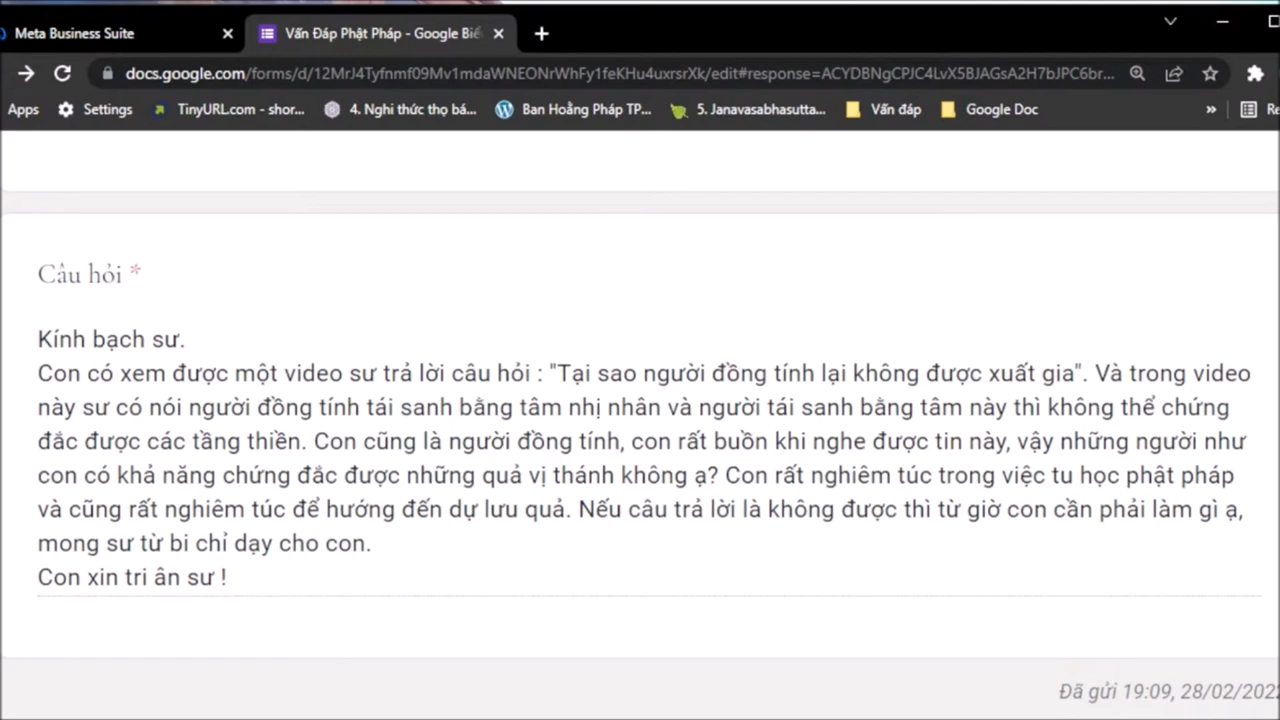 Meta Business Suite
Vấn Đáp Phật Pháp - Google Biể
docs.google.com/forms/d/12MrJ4Tyfnmf09Mv1mdaWNEONrWhFy1feKHu4uxrsrXk/edit#response=ACYDBNgCPJC4LvX5BJAGsA2H7bJPC6br...
Apps Settings TinyURL.com - shor... 4. Nghi thức thọ bá... Ban Hoằng Pháp TP... 5. Janavasabhasutta... Vấn đáp Google Doc » Re
Câu hỏi *
Kính bạch sư.
Con có xem được một video sư trả lời câu hỏi : "Tại sao người đồng tính lại không được xuất gia". Và trong video
này sư có nói người đồng tính tái sanh bằng tâm nhị nhân và người tái sanh bằng tâm này thì không thể chứng
đắc được các tầng thiền. Con cũng là người đồng tính, con rất buồn khi nghe được tin này, vậy những người như
con có khả năng chứng đắc được những quả vị thánh không ạ? Con rất nghiêm túc trong việc tu học phật pháp
và cũng rất nghiêm túc để hướng đến dự lưu quả. Nếu câu trả lời là không được thì từ giờ con cần phải làm gì ạ,
mong sư từ bi chỉ dạy cho con.
Con xin tri ân sư !
Đã gửi 19:09, 28/02/202